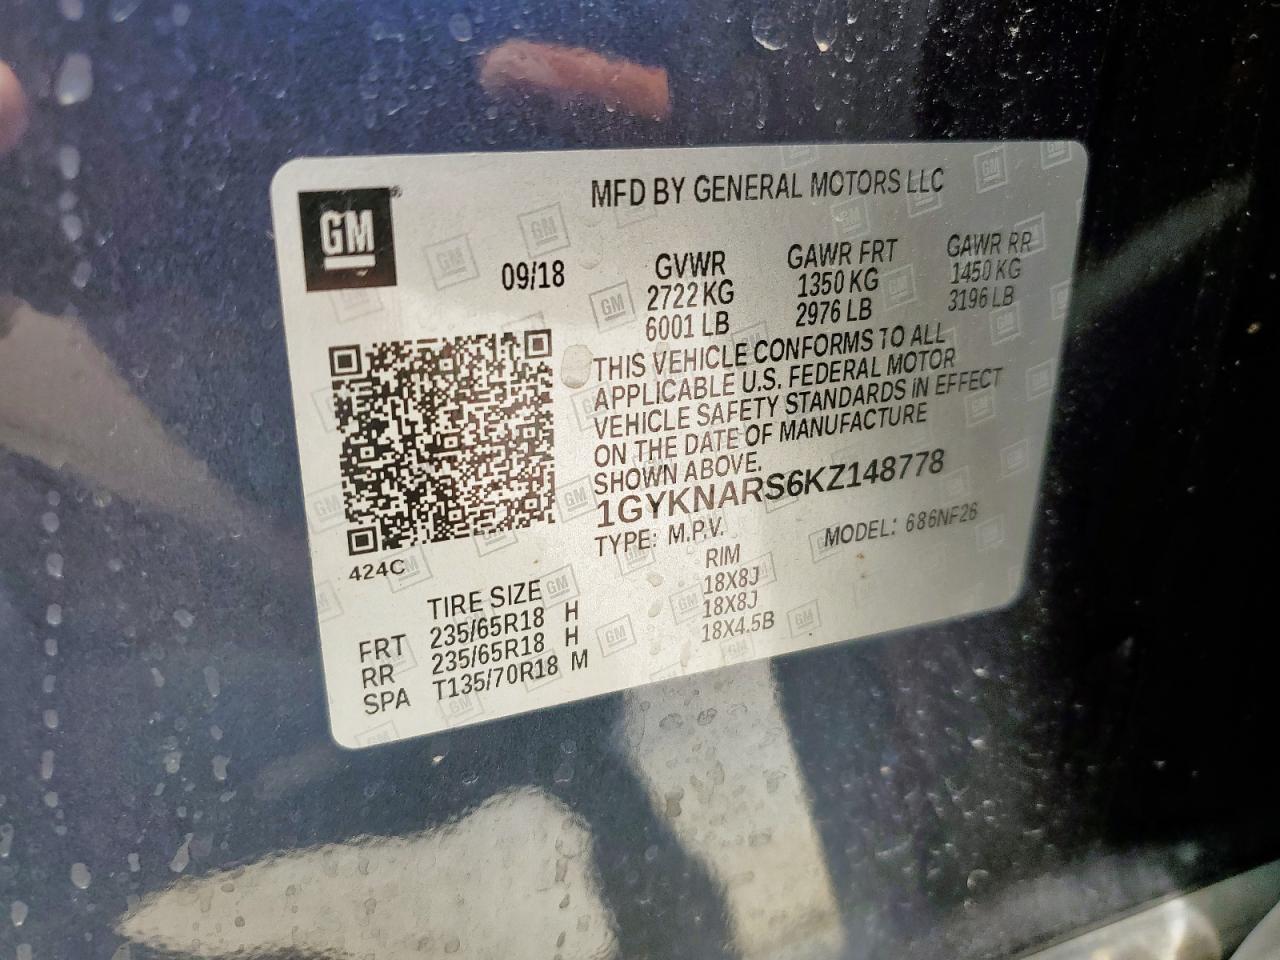 GM
MFD BY GENERAL MOTORS LLC
09/18
GVWR GAWR FRT GAWR RR
2722 KG 1350 KG 1450 KG
6001 LB 2976 LB 3196 LB
THIS VEHICLE CONFORMS TO ALL
APPLICABLE U.S. FEDERAL MOTOR
VEHICLE SAFETY STANDARDS IN EFFECT
ON THE DATE OF MANUFACTURE
SHOWN ABOVE.
1GYKNARS6KZ148778
TYPE: M.P.V. MODEL: 686NF26
424C
TIRE SIZE RIM
FRT 235/65R18 H 18X8J
RR 235/65R18 H 18X8J
SPA T135/70R18 M 18X4.5B